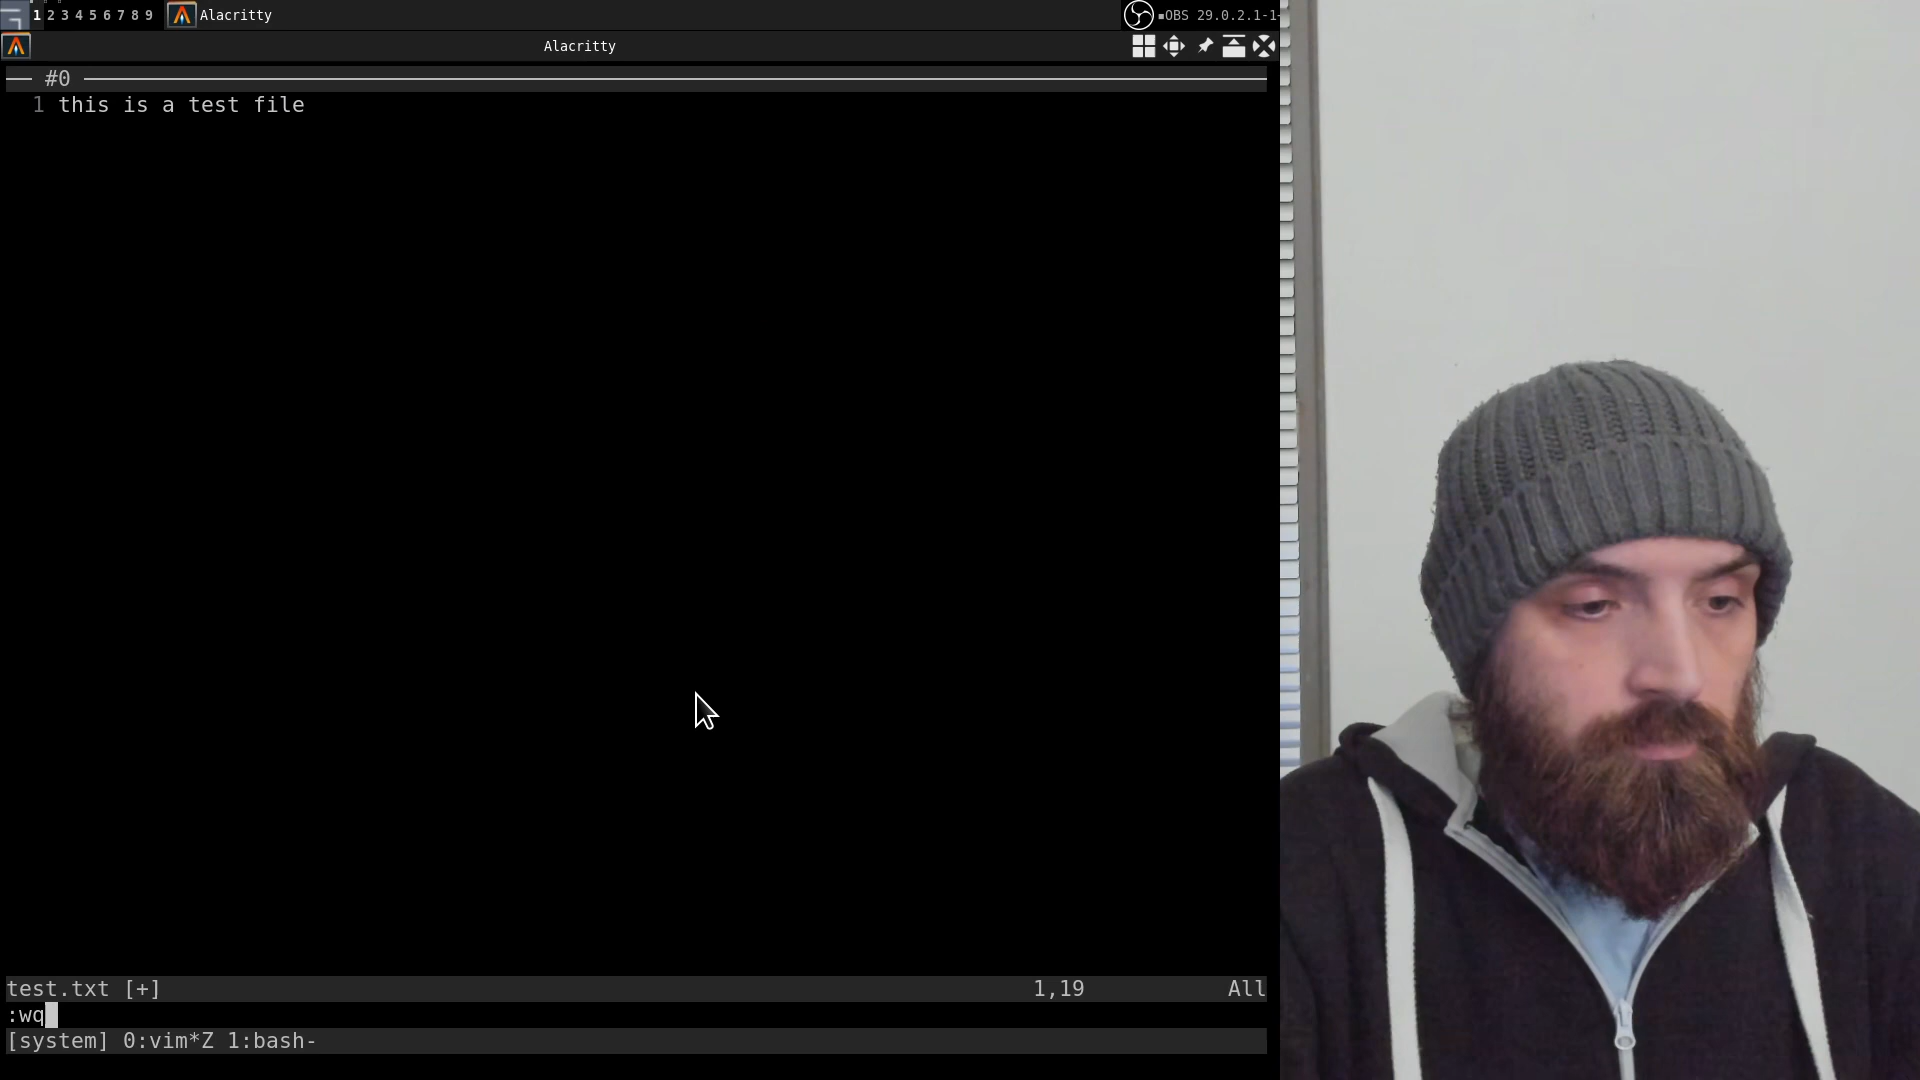 1 2 3 4 5 6 7 8 9 Alacritty ▪OBS 29.0.2.1-1-
Alacritty
#0
1 this is a test file
test.txt [+] 1,19 All
:wq
[system] 0:vim*Z 1:bash-